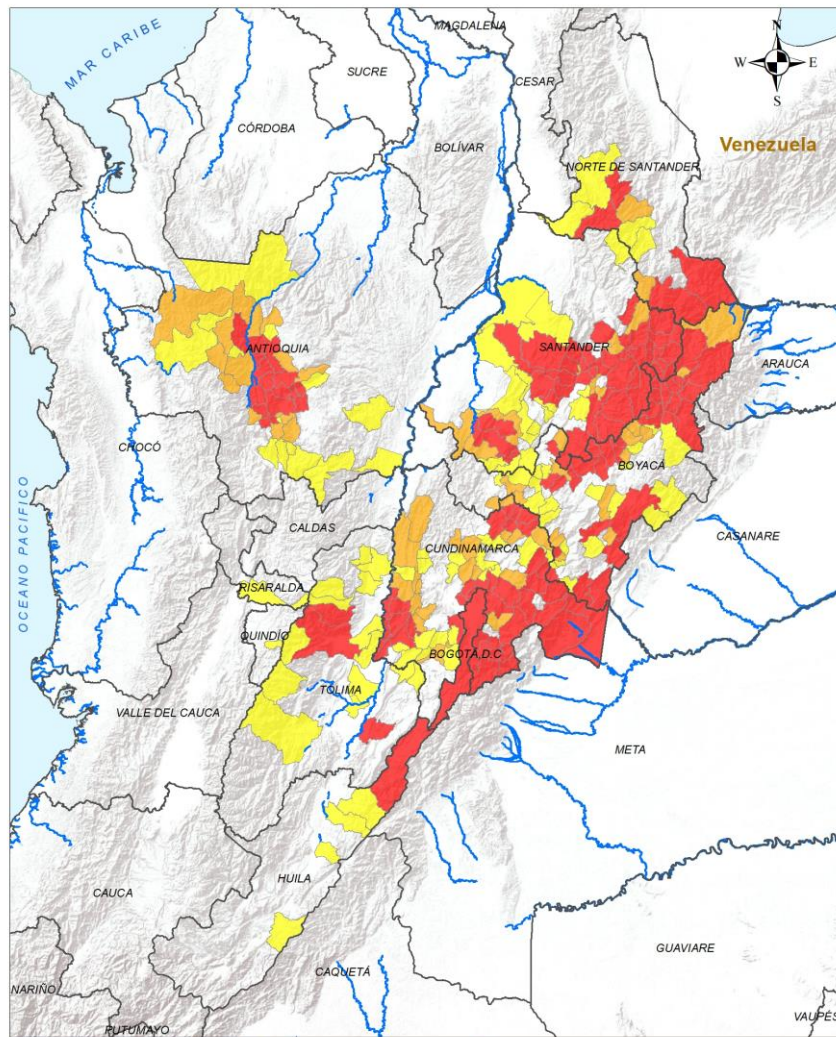 MAGDALENA
N
MAR CARIBE
SUCRE
CESAR
W
E
S
CÓRDOBA
BOLÍVAR
Venezuela
NORTE DE SANTANDER
ANTIOQUIA
SANTANDER
ARAUCA
CHOCÓ
BOYACÁ
CALDAS
CUNDINAMARCA
CASANARE
OCEANO PACIFICO
RISARALDA
QUINDÍO
BOGOTÁ,D.C
TOLIMA
VALLE DEL CAUCA
META
HUILA
CAUCA
GUAVIARE
CAQUETÁ
NARIÑO
VAUPÉS
PUTUMAYO